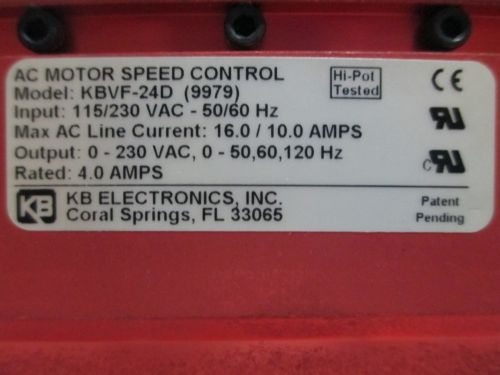 AC MOTOR SPEED CONTROL
Hi-Pot
Tested
CE
Model: KBVF-24D (9979)
Input: 115/230 VAC - 50/60 Hz
Max AC Line Current: 16.0 / 10.0 AMPS
Output: 0 - 230 VAC, 0 - 50,60,120 Hz
Rated: 4.0 AMPS
RU
C RU
KB
KB ELECTRONICS, INC.
Coral Springs, FL 33065
Patent
Pending